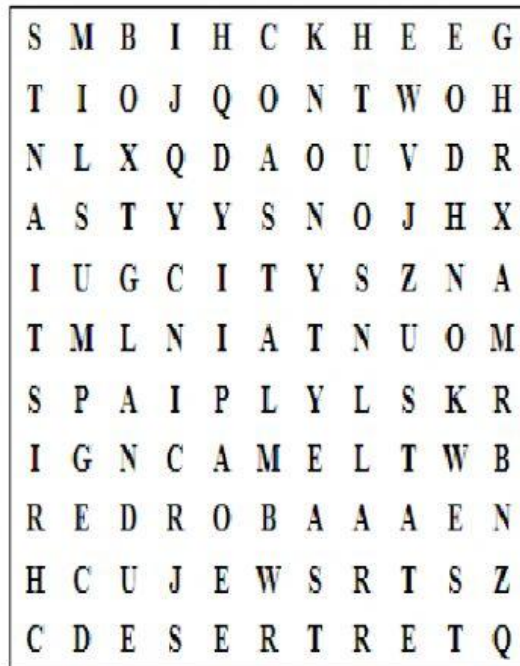 S M B I H C K H E E G
T I O J Q O N T W O H
N L X Q D A O U V D R
A S T Y Y S N O J H X
I U G C I T Y S Z N A
T M L N I A T N U O M
S P A I P L Y L S K R
I G N C A M E L T W B
R E D R O B A A A E N
H C U J E W S R T S Z
C D E S E R T R E T Q